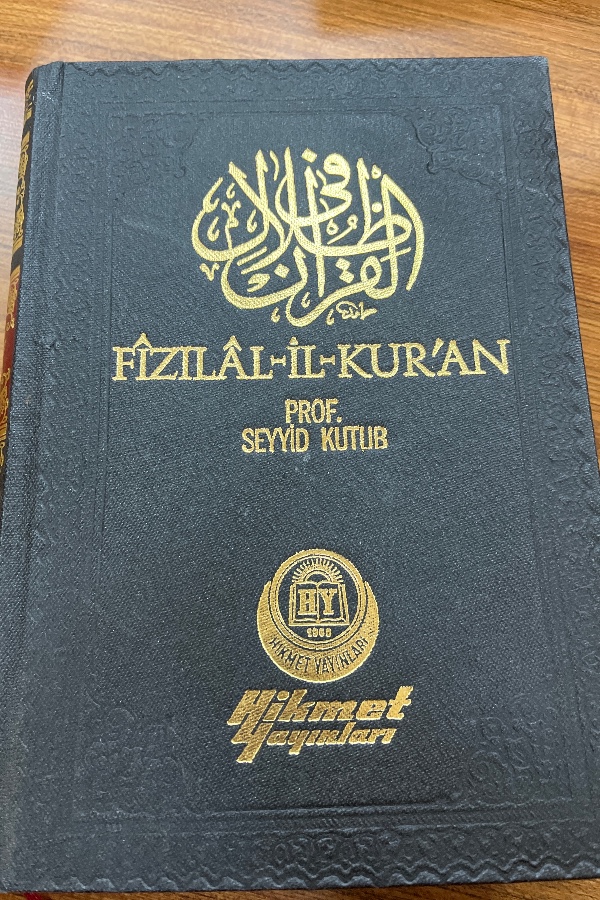 في ظلال القرآن
FÎZILÂL-İL-KUR'AN
PROF.
SEYYİD KUTUB
HY
1968
HİKMET YAYINLARI
Hikmet
Yayınları